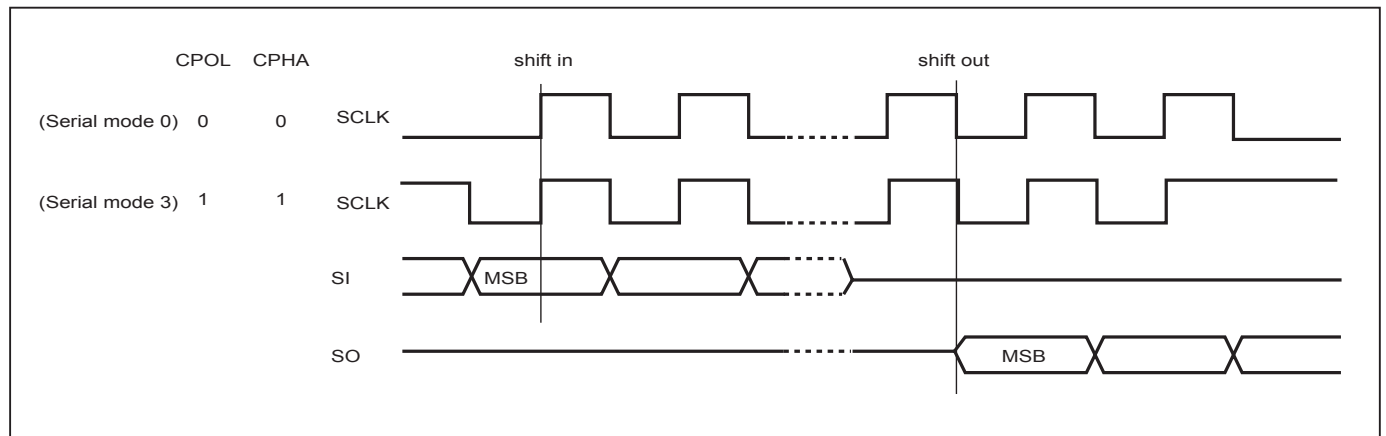 CPOL CPHA shift in shift out
(Serial mode 0) 0 0 SCLK
(Serial mode 3) 1 1 SCLK
SI MSB
SO MSB